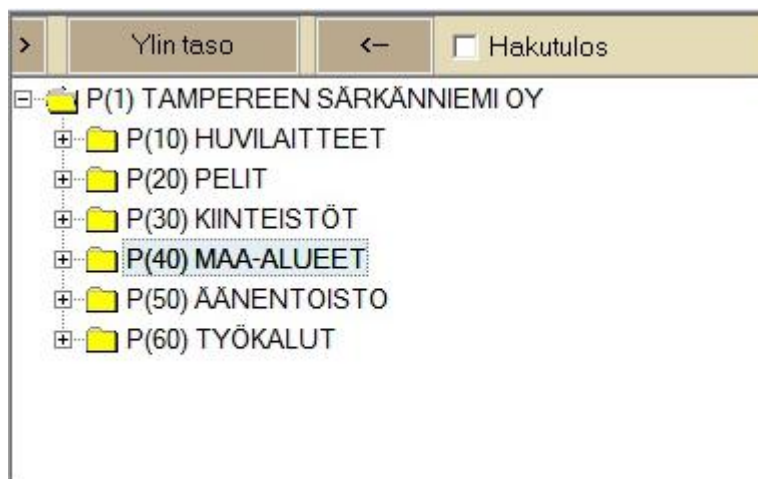 > Ylin taso <– Hakutulos
P(1) TAMPEREEN SÄRKÄNNIEMI OY
P(10) HUVILAITTEET
P(20) PELIT
P(30) KIINTEISTÖT
P(40) MAA-ALUEET
P(50) ÄÄNENTOISTO
P(60) TYÖKALUT